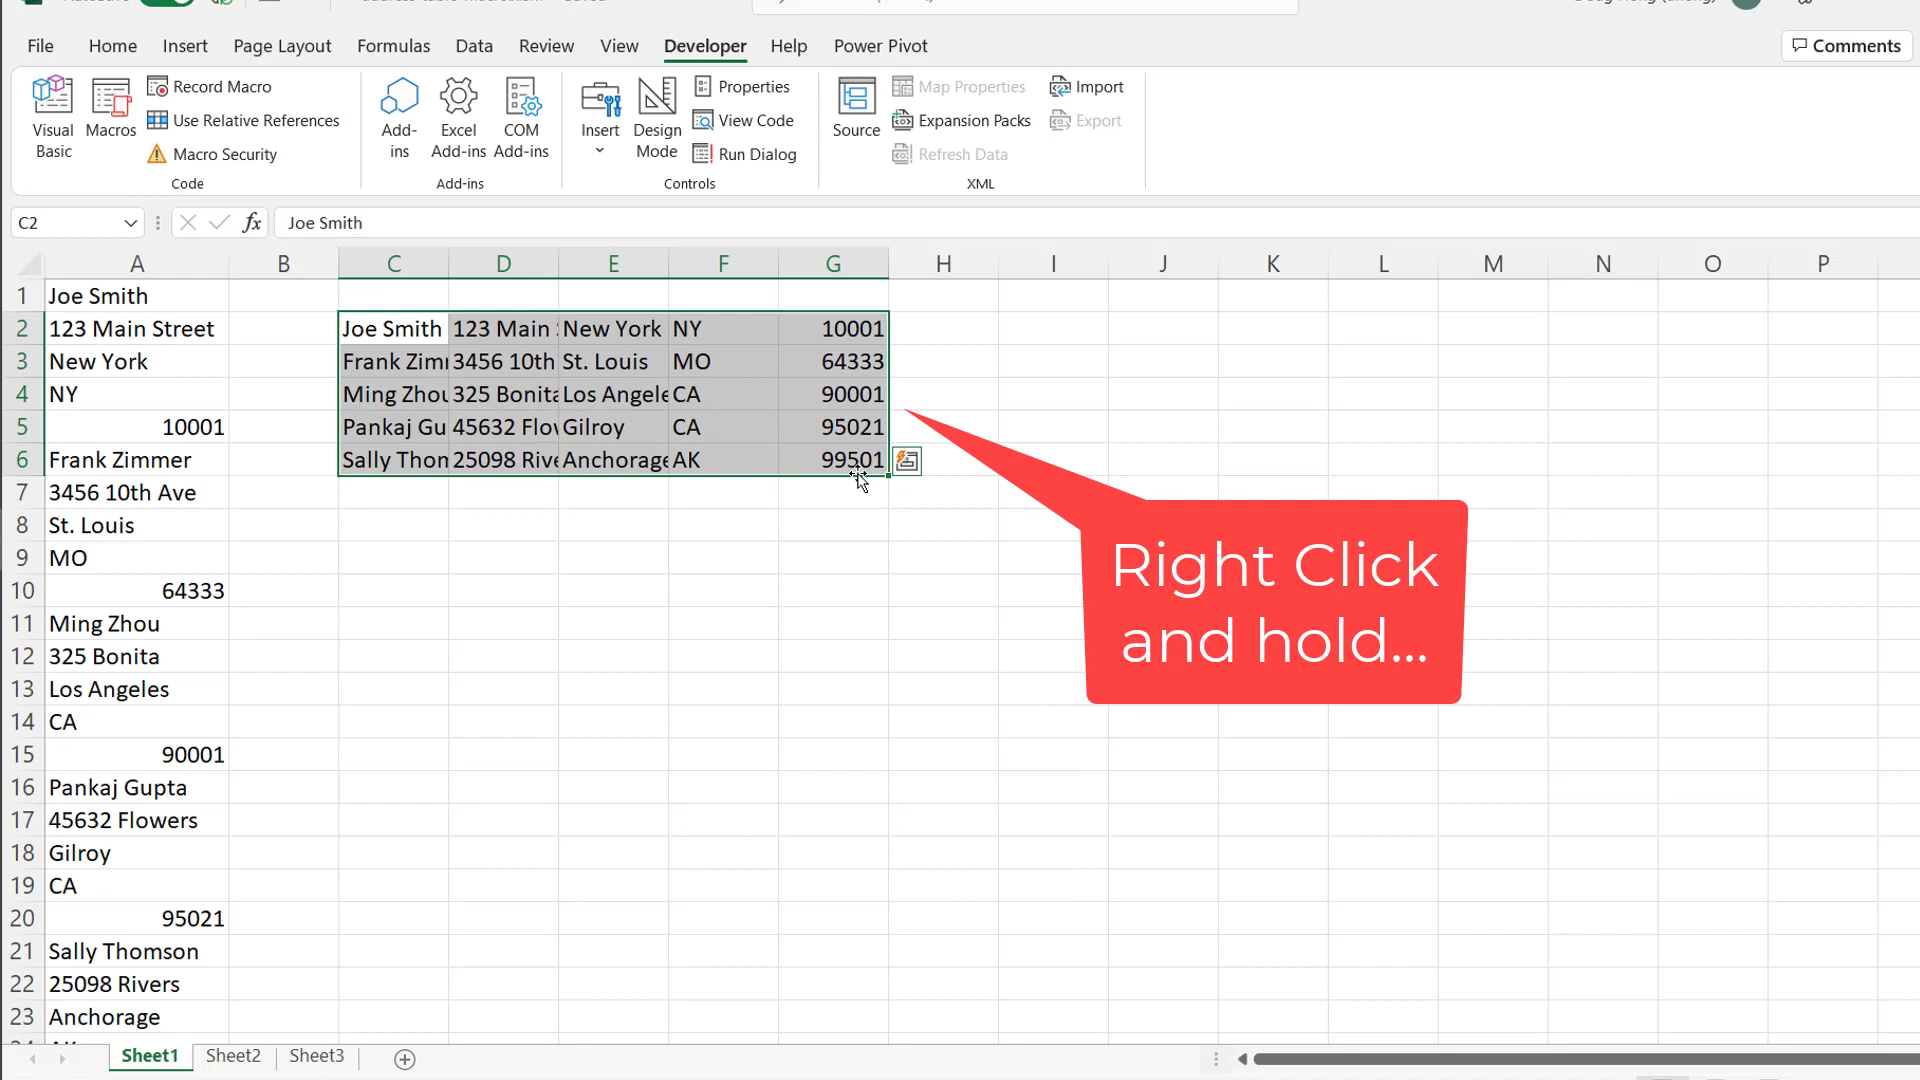 File Home Insert Page Layout Formulas Data Review View Developer Help Power Pivot Comments
Visual Basic
Macros
Record Macro
Use Relative References
Macro Security
Code
Add-ins
Excel Add-ins
COM Add-ins
Add-ins
Insert
Design Mode
Properties
View Code
Run Dialog
Controls
Source
Map Properties
Expansion Packs
Refresh Data
Import
Export
XML
C2 fx Joe Smith
A B C D E F G H I J K L M N O P
1 Joe Smith
2 123 Main Street Joe Smith 123 Main New York NY 10001
3 New York Frank Zimm 3456 10th St. Louis MO 64333
4 NY Ming Zhou 325 Bonita Los Angele CA 90001
5 10001 Pankaj Gu 45632 Flow Gilroy CA 95021
6 Frank Zimmer Sally Thom 25098 Rive Anchorage AK 99501
7 3456 10th Ave
8 St. Louis
9 MO
10 64333
11 Ming Zhou
12 325 Bonita
13 Los Angeles
14 CA
15 90001
16 Pankaj Gupta
17 45632 Flowers
18 Gilroy
19 CA
20 95021
21 Sally Thomson
22 25098 Rivers
23 Anchorage
Right Click
and hold...
Sheet1 Sheet2 Sheet3